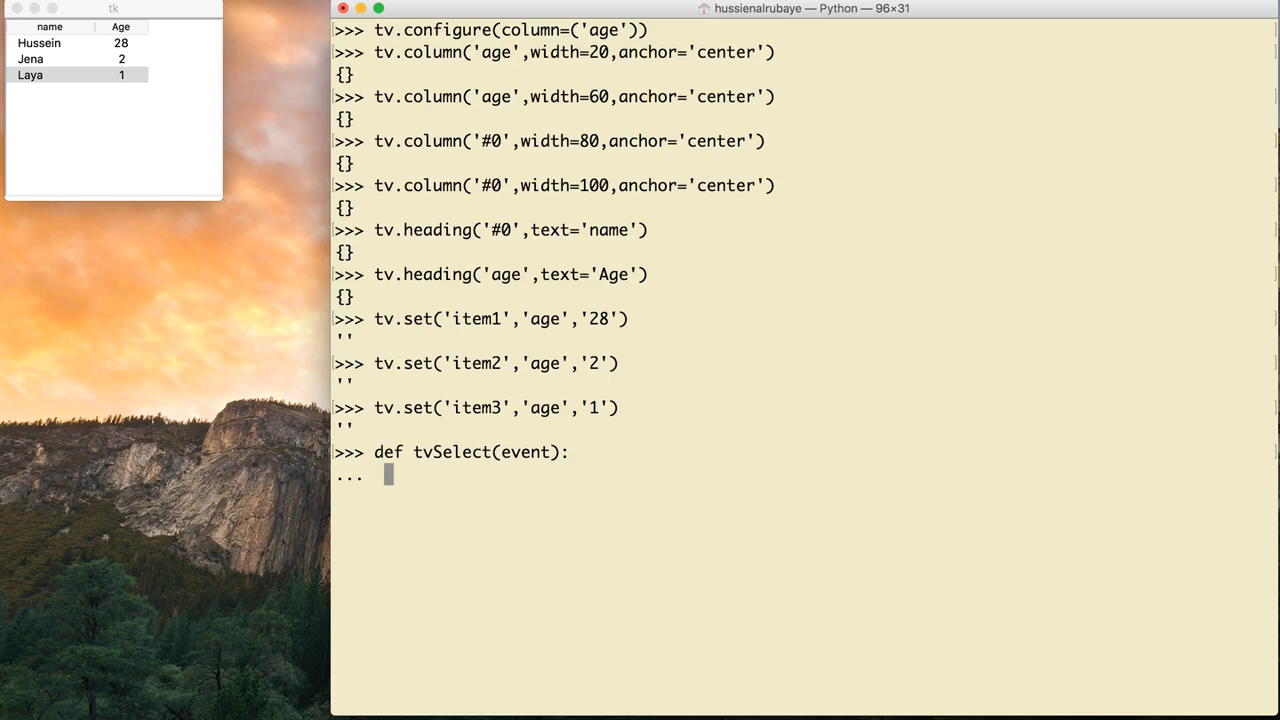 tk
name Age
Hussein 28
Jena 2
Laya 1
hussienalrubaye — Python — 96×31
>>> tv.configure(column=('age'))
>>> tv.column('age',width=20,anchor='center')
{}
>>> tv.column('age',width=60,anchor='center')
{}
>>> tv.column('#0',width=80,anchor='center')
{}
>>> tv.column('#0',width=100,anchor='center')
{}
>>> tv.heading('#0',text='name')
{}
>>> tv.heading('age',text='Age')
{}
>>> tv.set('item1','age','28')
''
>>> tv.set('item2','age','2')
''
>>> tv.set('item3','age','1')
''
>>> def tvSelect(event):
...